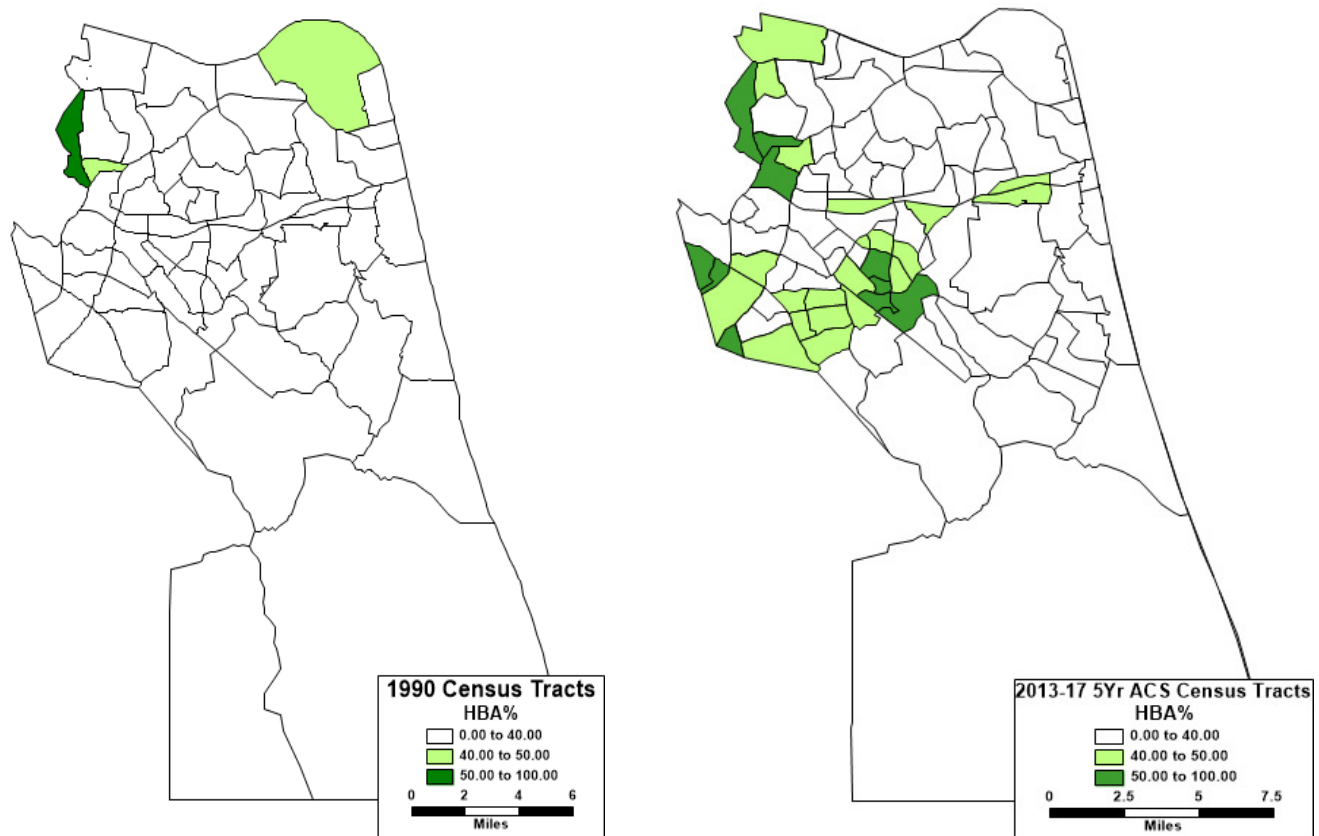 1990 Census Tracts
HBA%
0.00 to 40.00
40.00 to 50.00
50.00 to 100.00
0 2 4 6
Miles
2013-17 5Yr ACS Census Tracts
HBA%
0.00 to 40.00
40.00 to 50.00
50.00 to 100.00
0 2.5 5 7.5
Miles